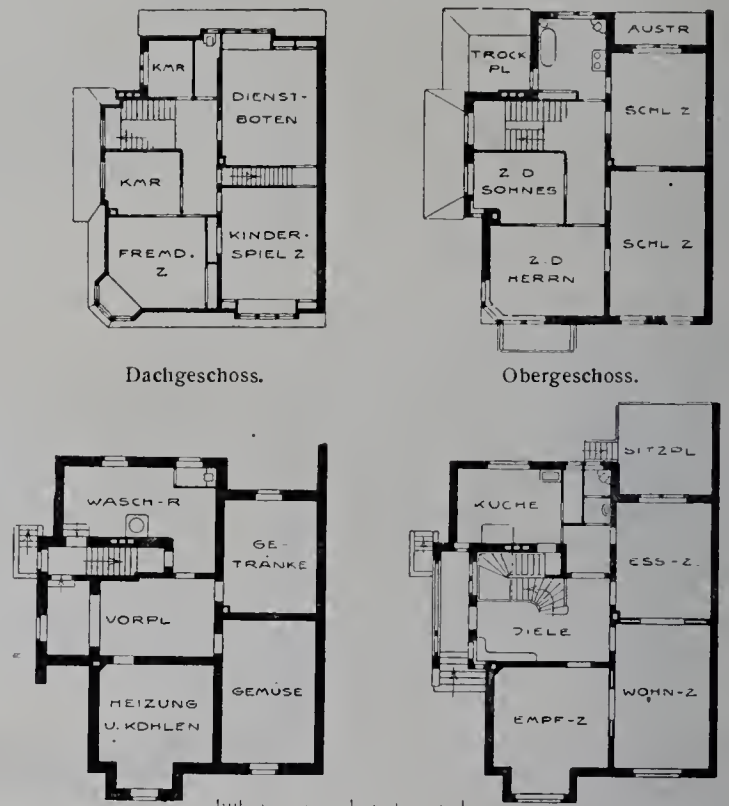 KMR
DIENST-
BOTEN
KMR
FREMD.
Z
KINDER-
SPIEL Z
Dachgeschoss.
TROCK
PL
AUSTR
SCHL Z
Z D
SOHNES
Z.D
HERRN
SCHL Z
Obergeschoss.
WASCH-R
GE-
TRÄNKE
VORPL
HEIZUNG
U. KOHLEN
GEMÜSE
KÜCHE
SITZPL
ESS-Z.
DIELE
EMPF-Z
WOHN-Z